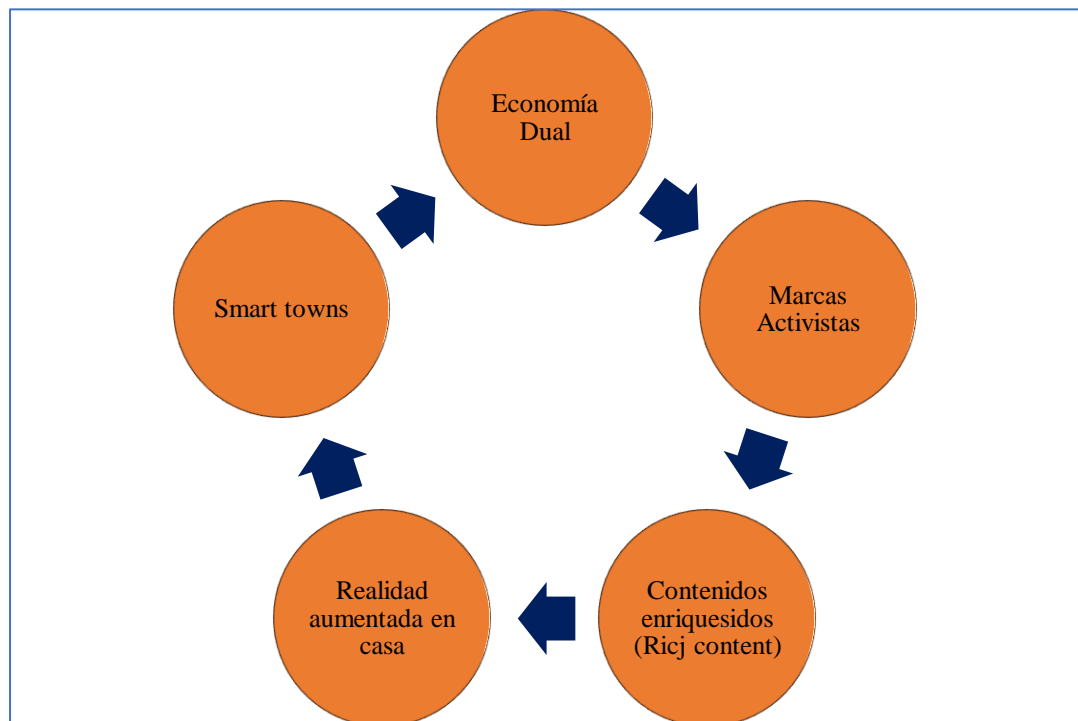 Economía
Dual
Marcas
Activistas
Contenidos
enriquesidos
(Ricj content)
Realidad
aumentada en
casa
Smart towns